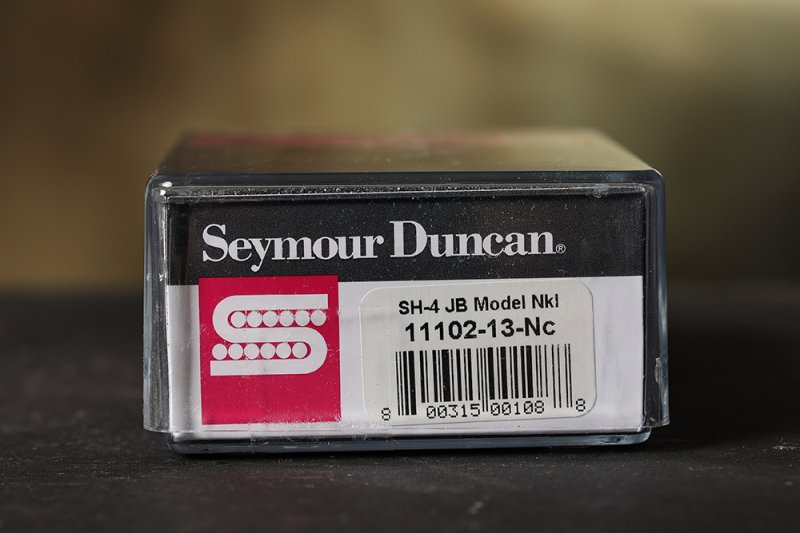 Seymour Duncan®
SH-4 JB Model Nkl
11102-13-Nc
8 00315 00108 8